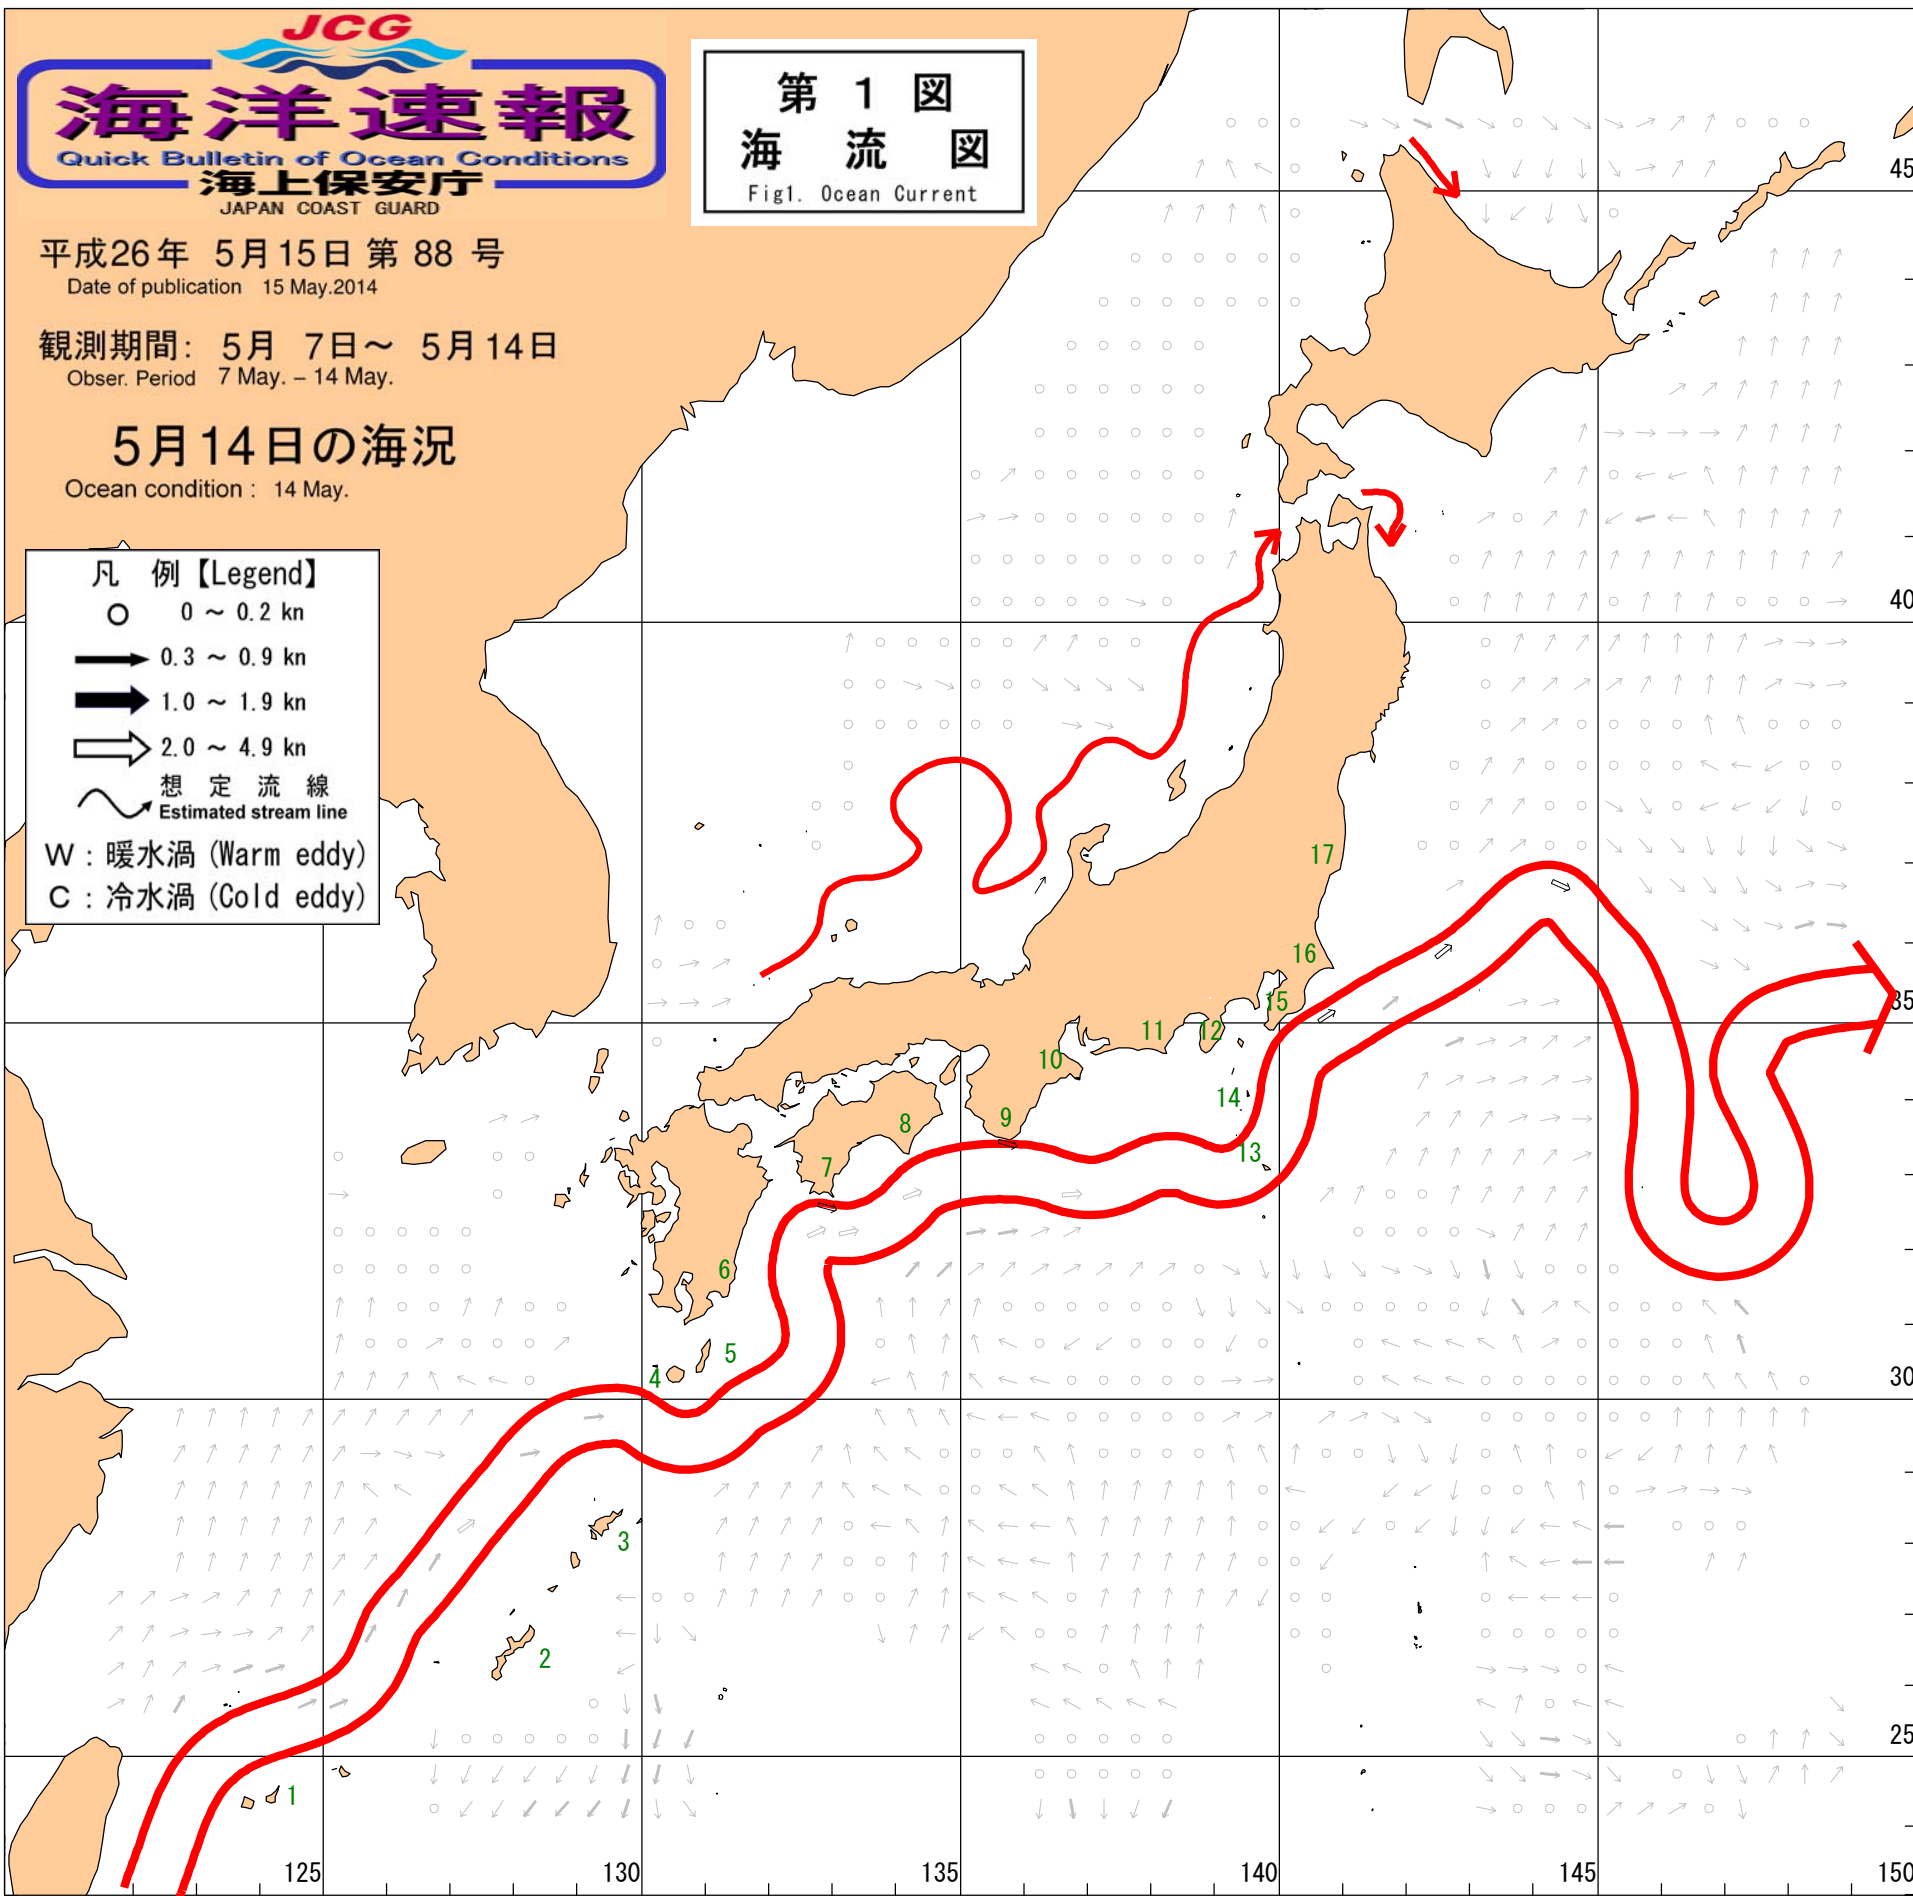 JCG
海洋速報
Quick Bulletin of Ocean Conditions
海上保安庁
JAPAN COAST GUARD
平成26年 5月15日 第 88 号
Date of publication 15 May.2014
観測期間： 5月 7日～ 5月14日
Obser. Period 7 May. – 14 May.
5月14日の海況
Ocean condition : 14 May.
第 1 図
海 流 図
Fig1. Ocean Current
凡 例【Legend】
0 ～ 0.2 kn
0.3 ～ 0.9 kn
1.0 ～ 1.9 kn
2.0 ～ 4.9 kn
想 定 流 線
Estimated stream line
W : 暖水渦 (Warm eddy)
C : 冷水渦 (Cold eddy)
45
40
35
30
25
17
16
15
11
12
10
14
9
8
13
7
6
5
4
3
2
1
125
130
135
140
145
150